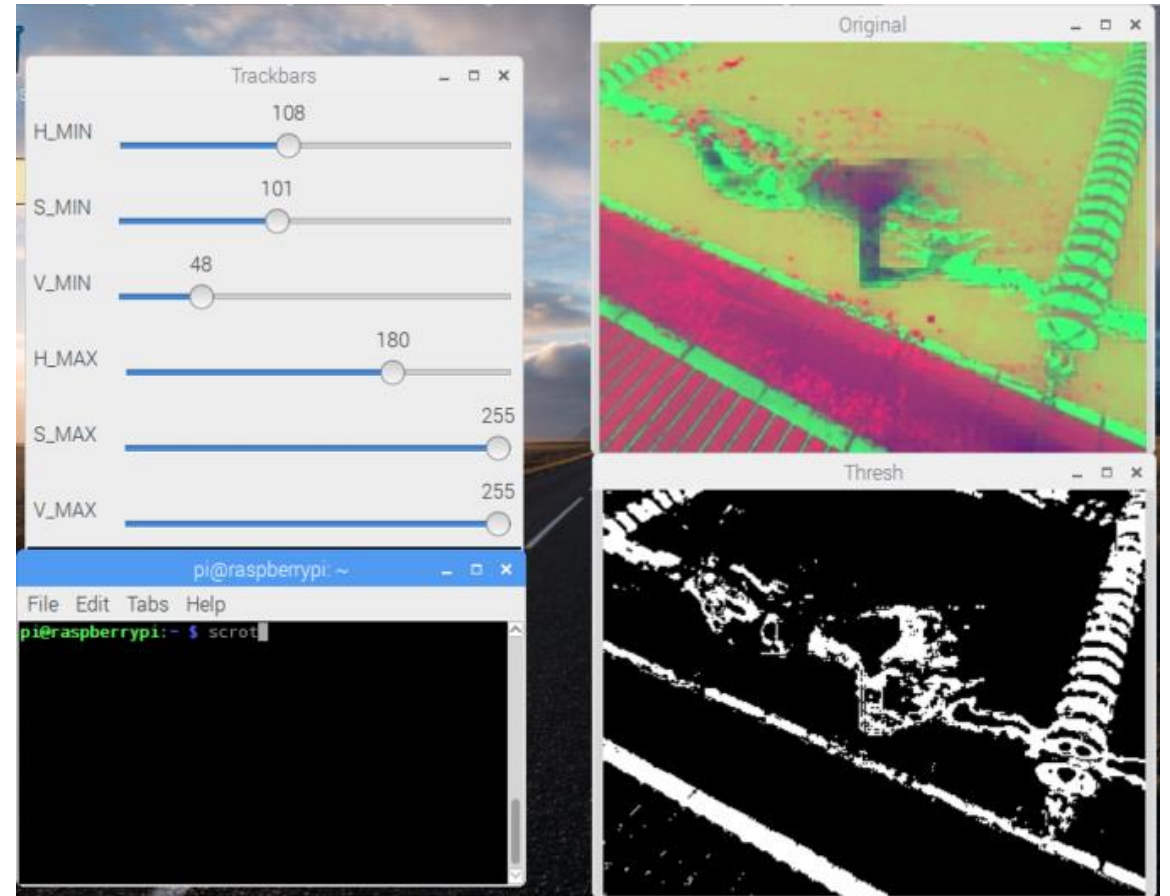 Trackbars
H_MIN
108
S_MIN
101
V_MIN
48
H_MAX
180
S_MAX
255
V_MAX
255
pi@raspberrypi: ~
File Edit Tabs Help
pi@raspberrypi:~ $ scrot
Original
Thresh